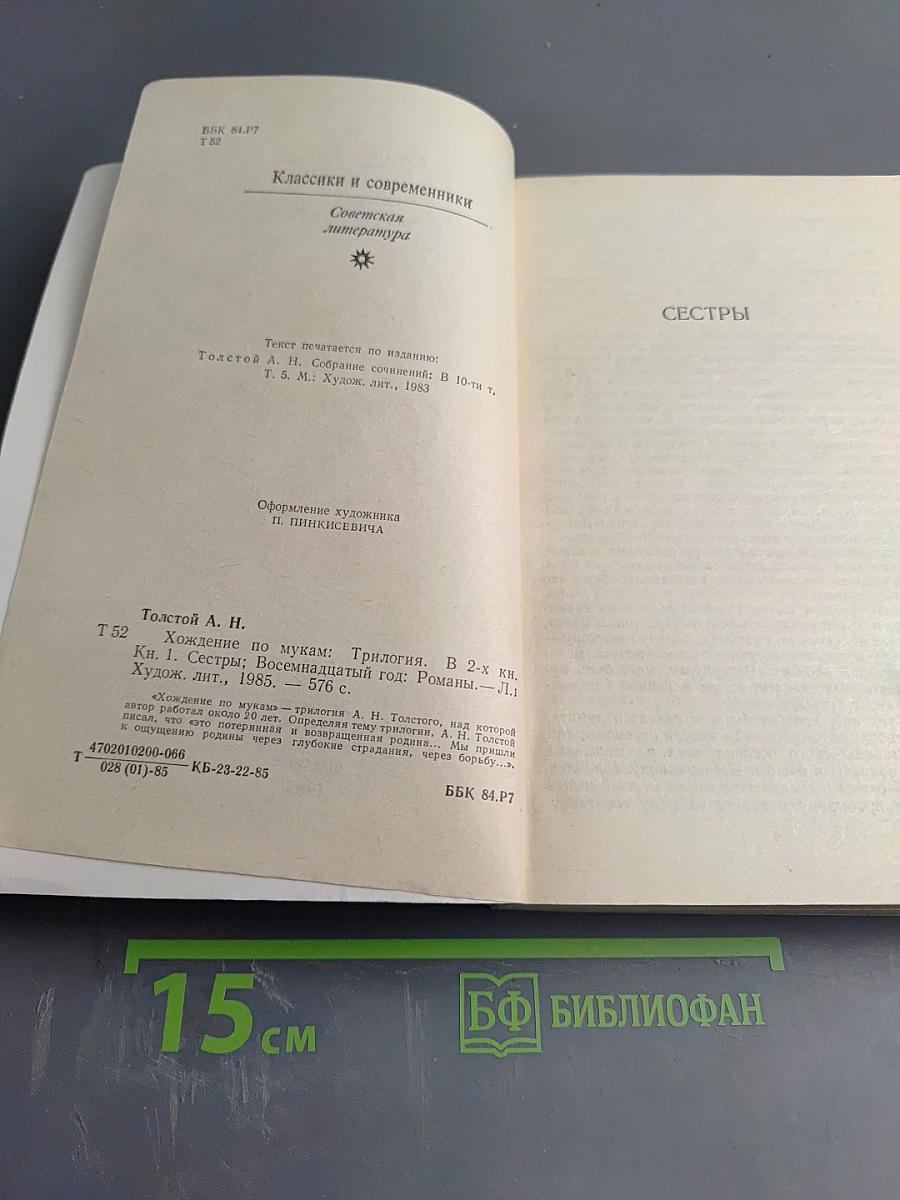 ББК 84.Р7
Т 52
Классики и современники
Советская
литература
Текст печатается по изданию:
Толстой А. Н. Собрание сочинений: В 10-ти т.
Т. 5. М.: Худож. лит., 1983
Оформление художника
П. ПИНКИСЕВИЧА
Толстой А. Н.
Т 52
Хождение по мукам: Трилогия. В 2-х кн.
Кн. 1. Сестры; Восемнадцатый год: Романы.— Л.:
Худож. лит., 1985. — 576 с.
«Хождение по мукам» — трилогия А. Н. Толстого, над которой
автор работал около 20 лет. Определяя тему трилогии, А. Н. Толстой
писал, что «это потерянная и возвращенная родина... Мы пришли
к ощущению родины через глубокие страдания, через борьбу...».
Т 4702010200-066
028 (01)-85 КБ-23-22-85
ББК 84.Р7
СЕСТРЫ
15 см
БФ БИБЛИОФАН